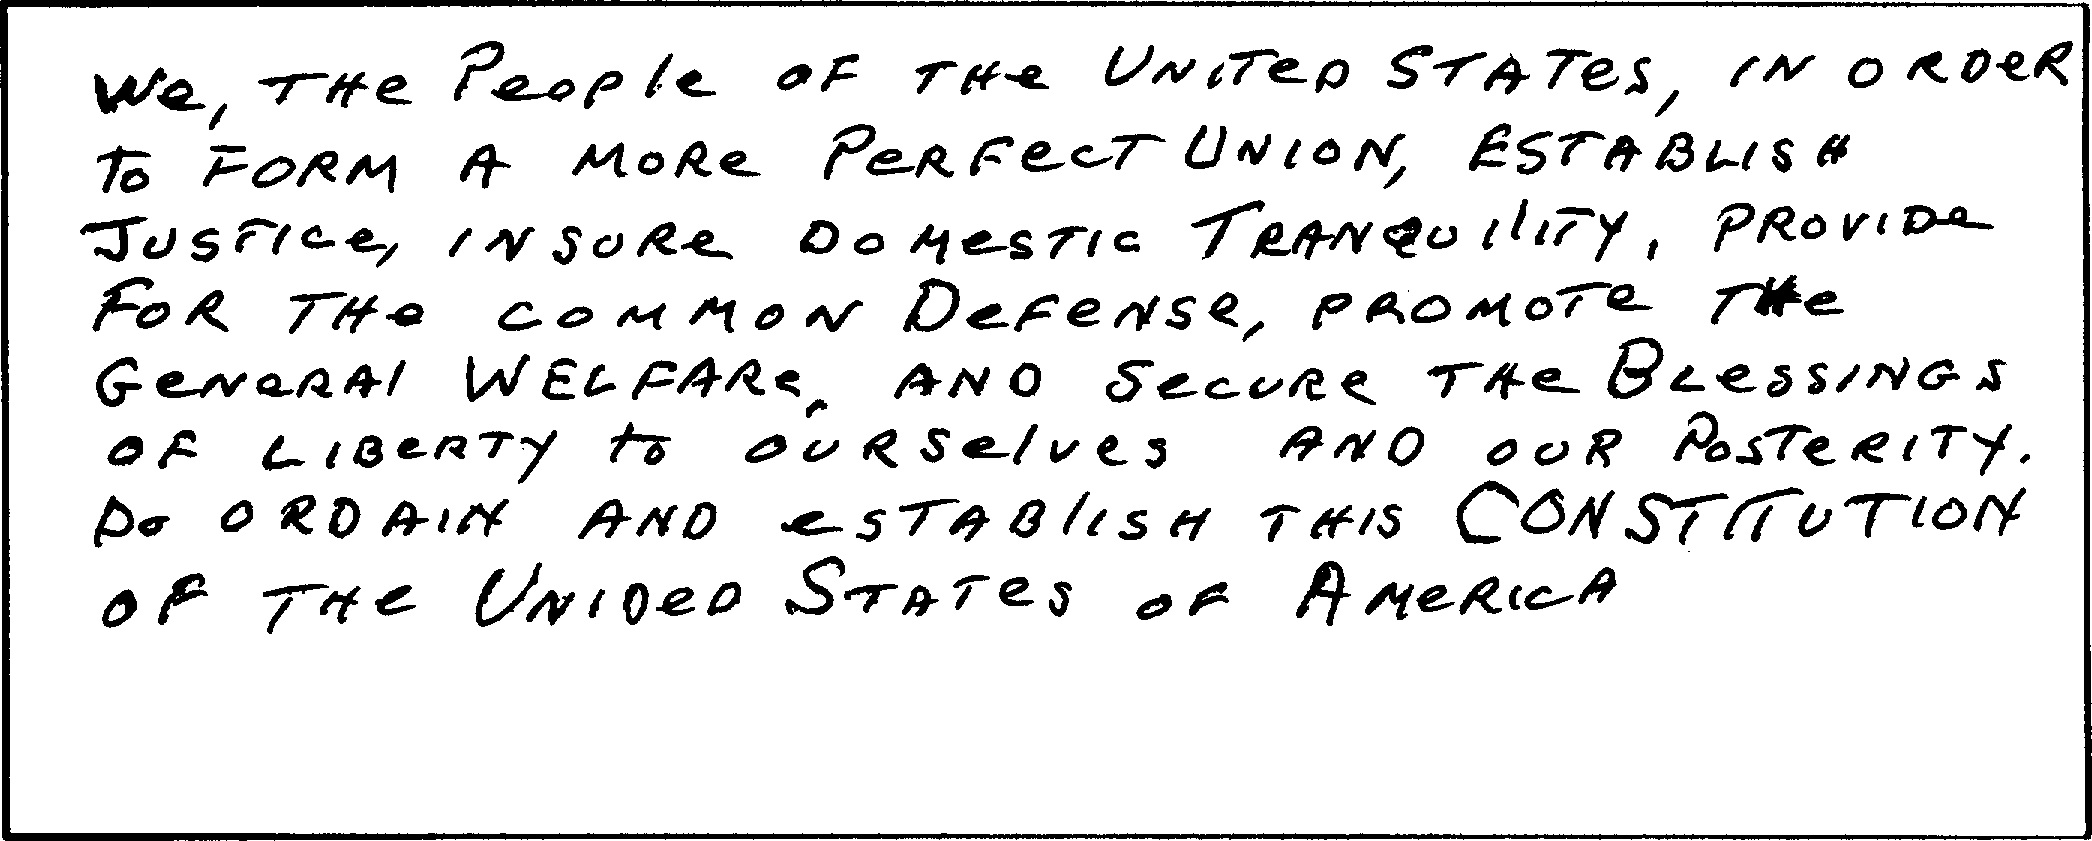 We, THe PeoPle OF THe UNITeD STATes, IN ORDeR
To FORM A MORe PeRFecT UNION, ESTABLISH
JUSTIce, INSURe DOMesTIC TRANQUIlITY, PROVIDe
FOR THe COMMON DeFeNSe, PROMOTe THe
GeNeRAl WELFARe, AND SecURe THe BLessINGS
OF LIBeRTY to OURSelves AND OUR POSTeRITY.
Do ORDAIN AND eSTABlISH THIS CONSTITUTION
OF THe UNIDeD STATes OF AMeRICA